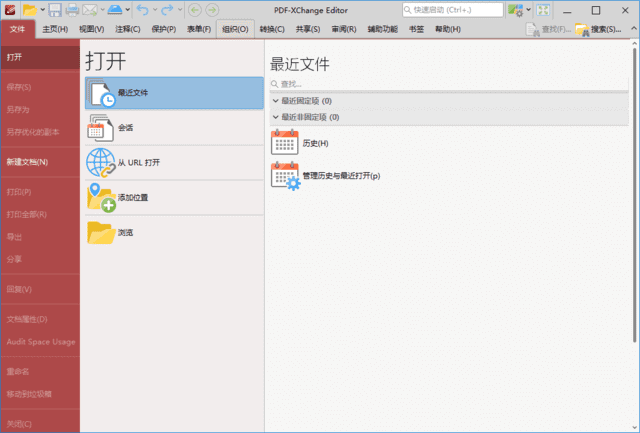 PDF-XChange Editor
快速启动 (Ctrl+.)
文件 主页(H) 视图(V) 注释(C) 保护(P) 表单(F) 组织(O) 转换(C) 共享(S) 审阅(R) 辅助功能 书签 帮助(H) 查找(F)... 搜索(S)...
打开
保存(S)
另存为
另存优化的副本
新建文档(N)
打印(P)
打印全部(R)
导出
分享
回复(V)
文档属性(D)
Audit Space Usage
重命名
移动到垃圾箱
关闭(C)
打开
最近文件
会话
从 URL 打开
添加位置
浏览
最近文件
查找...
最近固定项 (0)
最近非固定项 (0)
历史(H)
管理历史与最近打开(p)